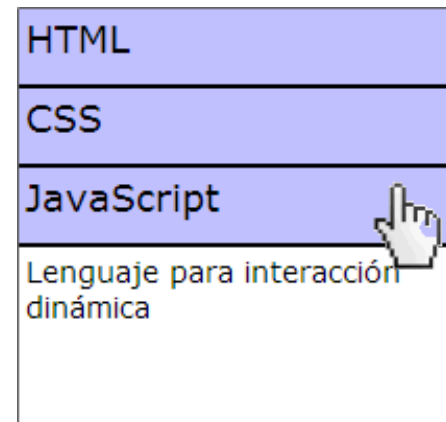 HTML
CSS
JavaScript
Lenguaje para interacción
dinámica